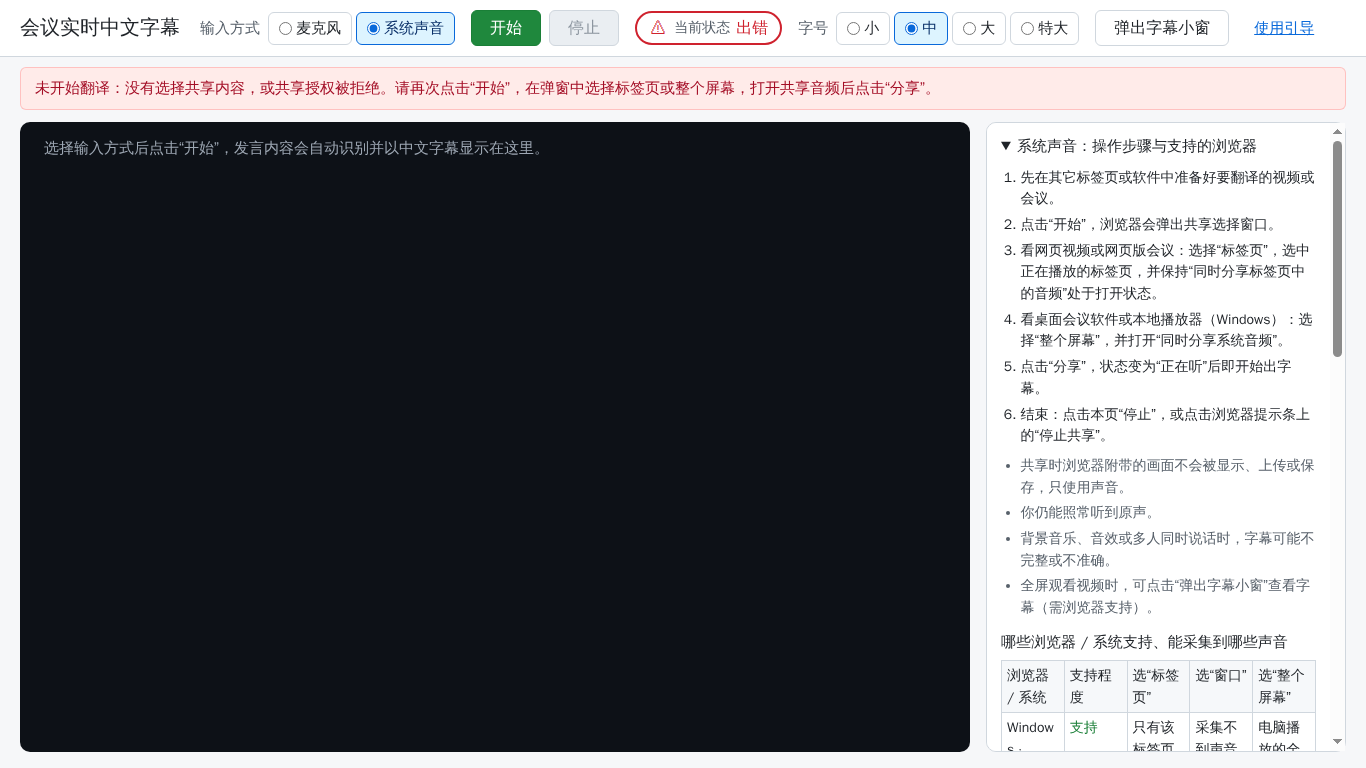 会议实时中文字幕 输入方式 麦克风 系统声音 开始 停止 当前状态 出错 字号 小 中 大 特大 弹出字幕小窗 使用引导
未开始翻译：没有选择共享内容，或共享授权被拒绝。请再次点击“开始”，在弹窗中选择标签页或整个屏幕，打开共享音频后点击“分享”。
选择输入方式后点击“开始”，发言内容会自动识别并以中文字幕显示在这里。
▼ 系统声音：操作步骤与支持的浏览器
1. 先在其它标签页或软件中准备好要翻译的视频或
会议。
2. 点击“开始”，浏览器会弹出共享选择窗口。
3. 看网页视频或网页版会议：选择“标签页”，选中
正在播放的标签页，并保持“同时分享标签页中
的音频”处于打开状态。
4. 看桌面会议软件或本地播放器（Windows）：选
择“整个屏幕”，并打开“同时分享系统音频”。
5. 点击“分享”，状态变为“正在听”后即开始出字
幕。
6. 结束：点击本页“停止”，或点击浏览器提示条上
的“停止共享”。
• 共享时浏览器附带的画面不会被显示、上传或保
存，只使用声音。
• 你仍能照常听到原声。
• 背景音乐、音效或多人同时说话时，字幕可能不
完整或不准确。
• 全屏观看视频时，可点击“弹出字幕小窗”查看字
幕（需浏览器支持）。
哪些浏览器 / 系统支持、能采集到哪些声音
浏览器 支持程 选“标签 选“窗口” 选“整个
/ 系统 度 页” 屏幕”
Window 支持 只有该 采集不 电脑播
s · 标签页 到声音 放的全